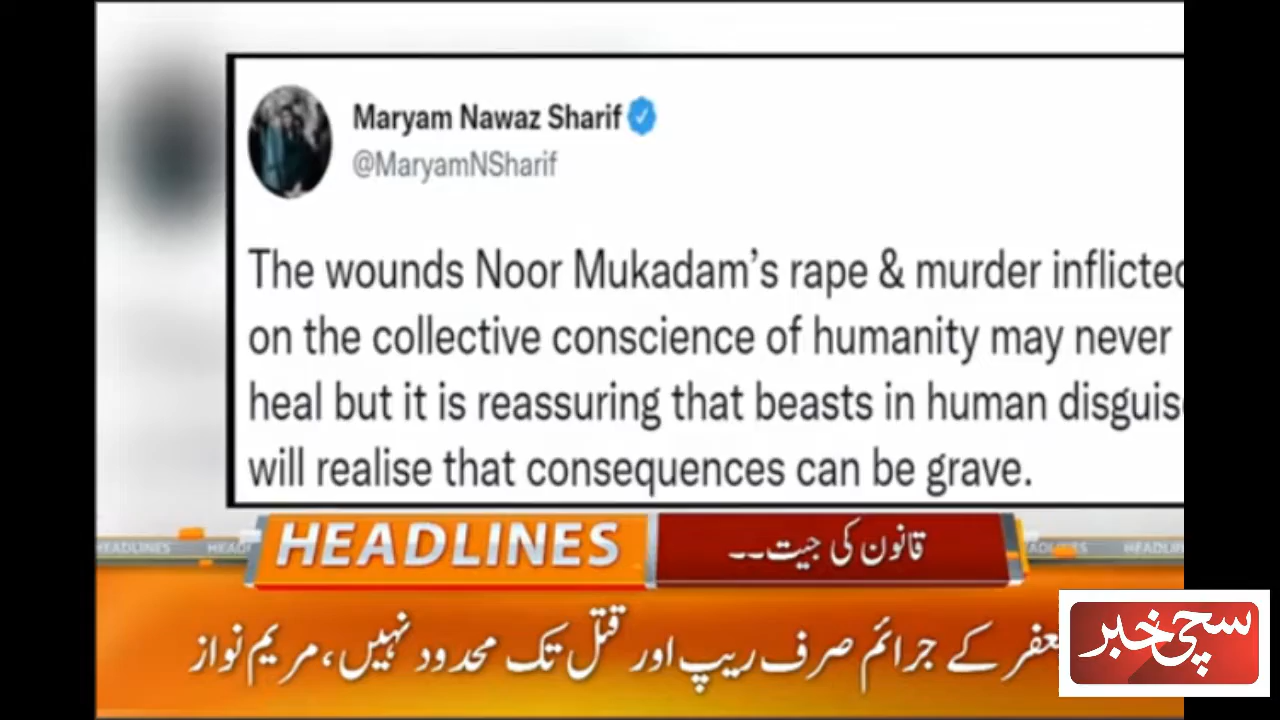 Maryam Nawaz Sharif
@MaryamNSharif
The wounds Noor Mukadam's rape & murder inflicted
on the collective conscience of humanity may never
heal but it is reassuring that beasts in human
will realise that consequences can be grave.
HEADLINES
HEADLINES قانون کی جیت۔۔
HEADLINES
کے جرائم صرف ریپ اور قتل تک محدود نہیں، مریم نواز
سچی خبر